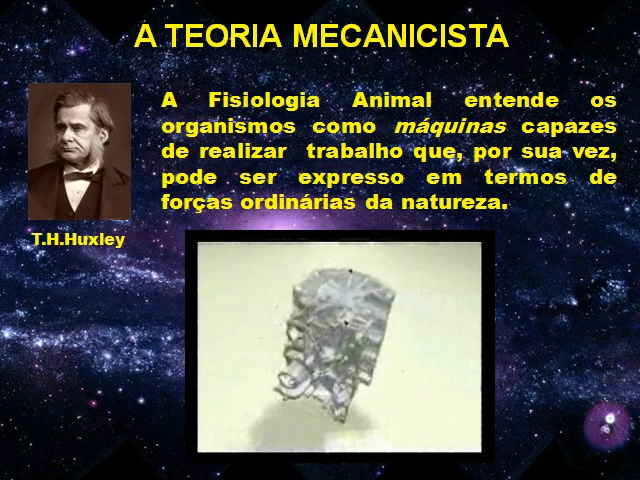 A TEORIA MECANICISTA
A Fisiologia Animal entende os
organismos como máquinas capazes
de realizar trabalho que, por sua vez,
pode ser expresso em termos de
forças ordinárias da natureza.
T.H.Huxley